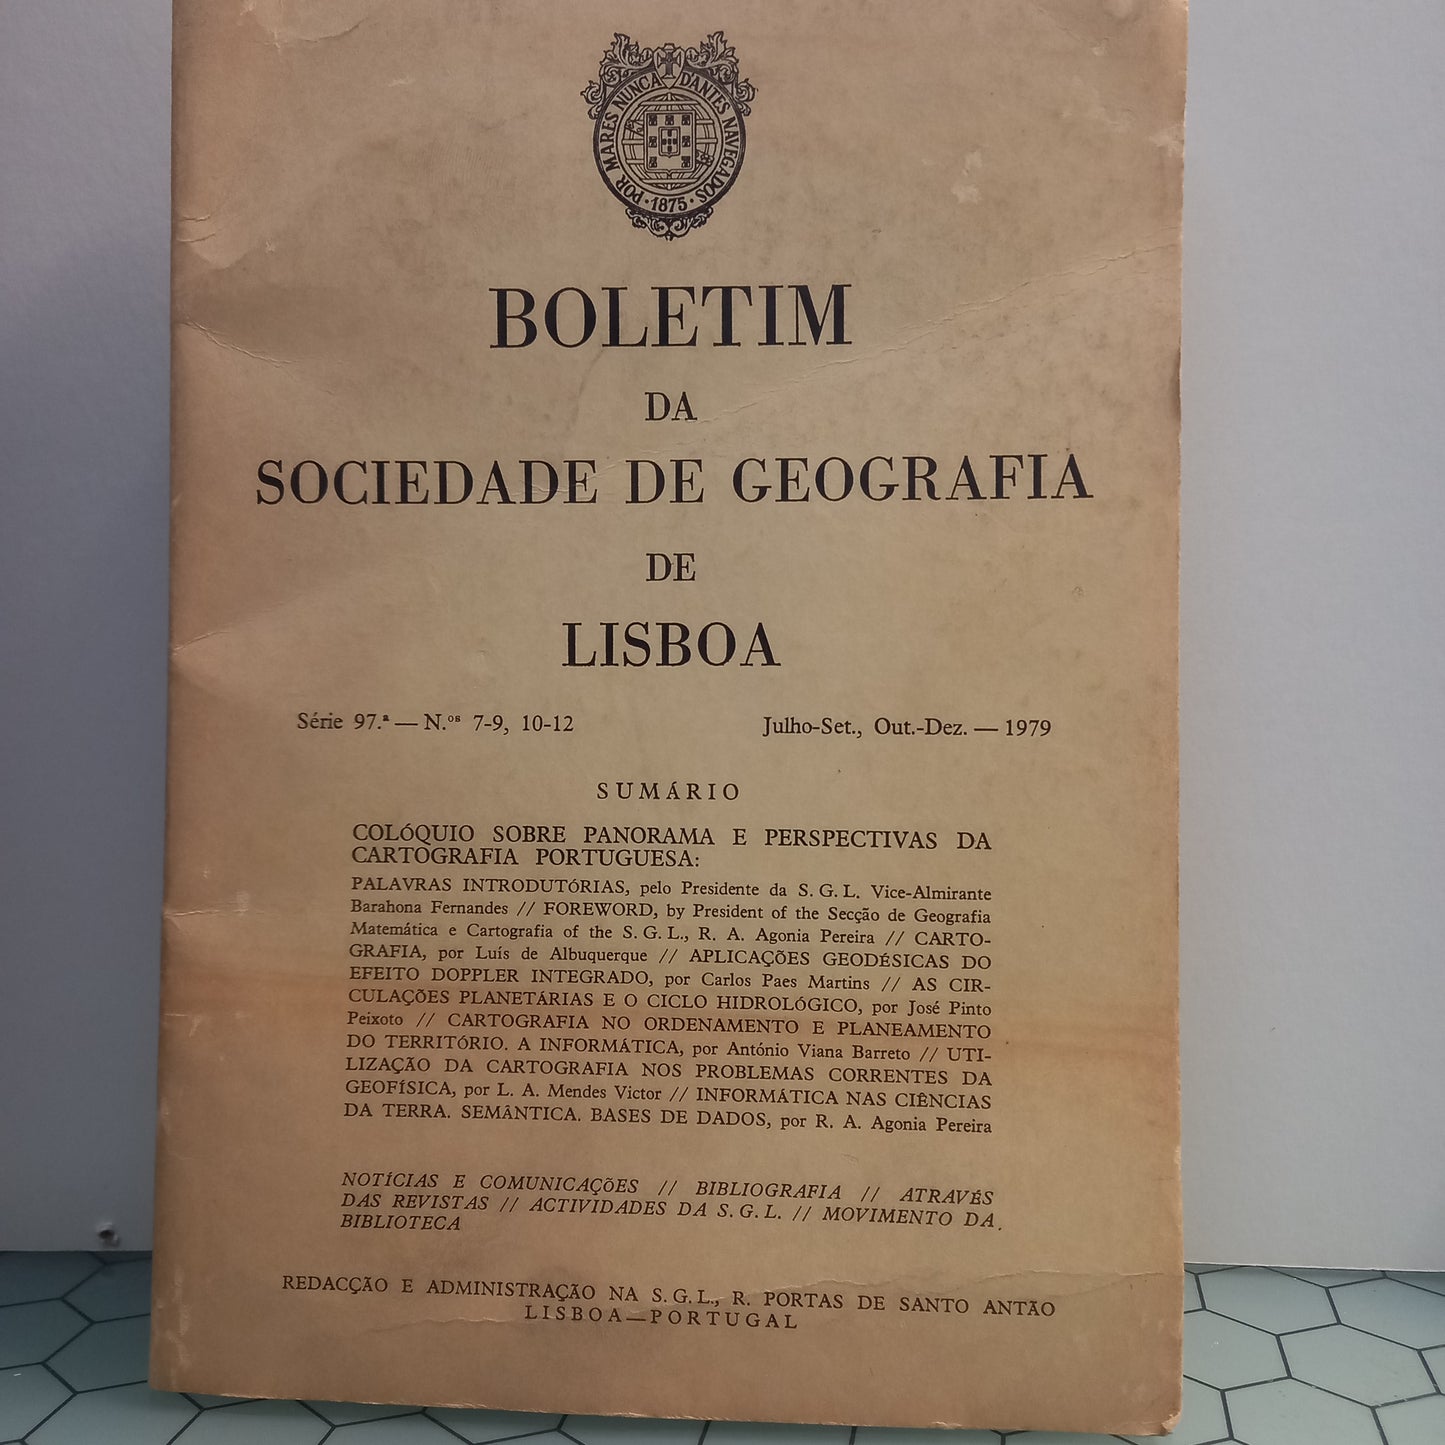 POR MARES NUNCA D'ANTES NAVEGADOS
·1875·
BOLETIM
DA
SOCIEDADE DE GEOGRAFIA
DE
LISBOA
Série 97.ª — N.ºˢ 7-9, 10-12 Julho-Set., Out.-Dez. — 1979
SUMÁRIO
COLÓQUIO SOBRE PANORAMA E PERSPECTIVAS DA
CARTOGRAFIA PORTUGUESA:
PALAVRAS INTRODUTÓRIAS, pelo Presidente da S. G. L. Vice-Almirante
Barahona Fernandes // FOREWORD, by President of the Secção de Geografia
Matemática e Cartografia of the S. G. L., R. A. Agonia Pereira // CARTO-
GRAFIA, por Luís de Albuquerque // APLICAÇÕES GEODÉSICAS DO
EFEITO DOPPLER INTEGRADO, por Carlos Paes Martins // AS CIR-
CULAÇÕES PLANETÁRIAS E O CICLO HIDROLÓGICO, por José Pinto
Peixoto // CARTOGRAFIA NO ORDENAMENTO E PLANEAMENTO
DO TERRITÓRIO. A INFORMÁTICA, por António Viana Barreto // UTI-
LIZAÇÃO DA CARTOGRAFIA NOS PROBLEMAS CORRENTES DA
GEOFÍSICA, por L. A. Mendes Victor // INFORMÁTICA NAS CIÊNCIAS
DA TERRA. SEMÂNTICA. BASES DE DADOS, por R. A. Agonia Pereira
NOTÍCIAS E COMUNICAÇÕES // BIBLIOGRAFIA // ATRAVÉS
DAS REVISTAS // ACTIVIDADES DA S. G. L. // MOVIMENTO DA
BIBLIOTECA
REDACÇÃO E ADMINISTRAÇÃO NA S. G. L., R. PORTAS DE SANTO ANTÃO
LISBOA—PORTUGAL